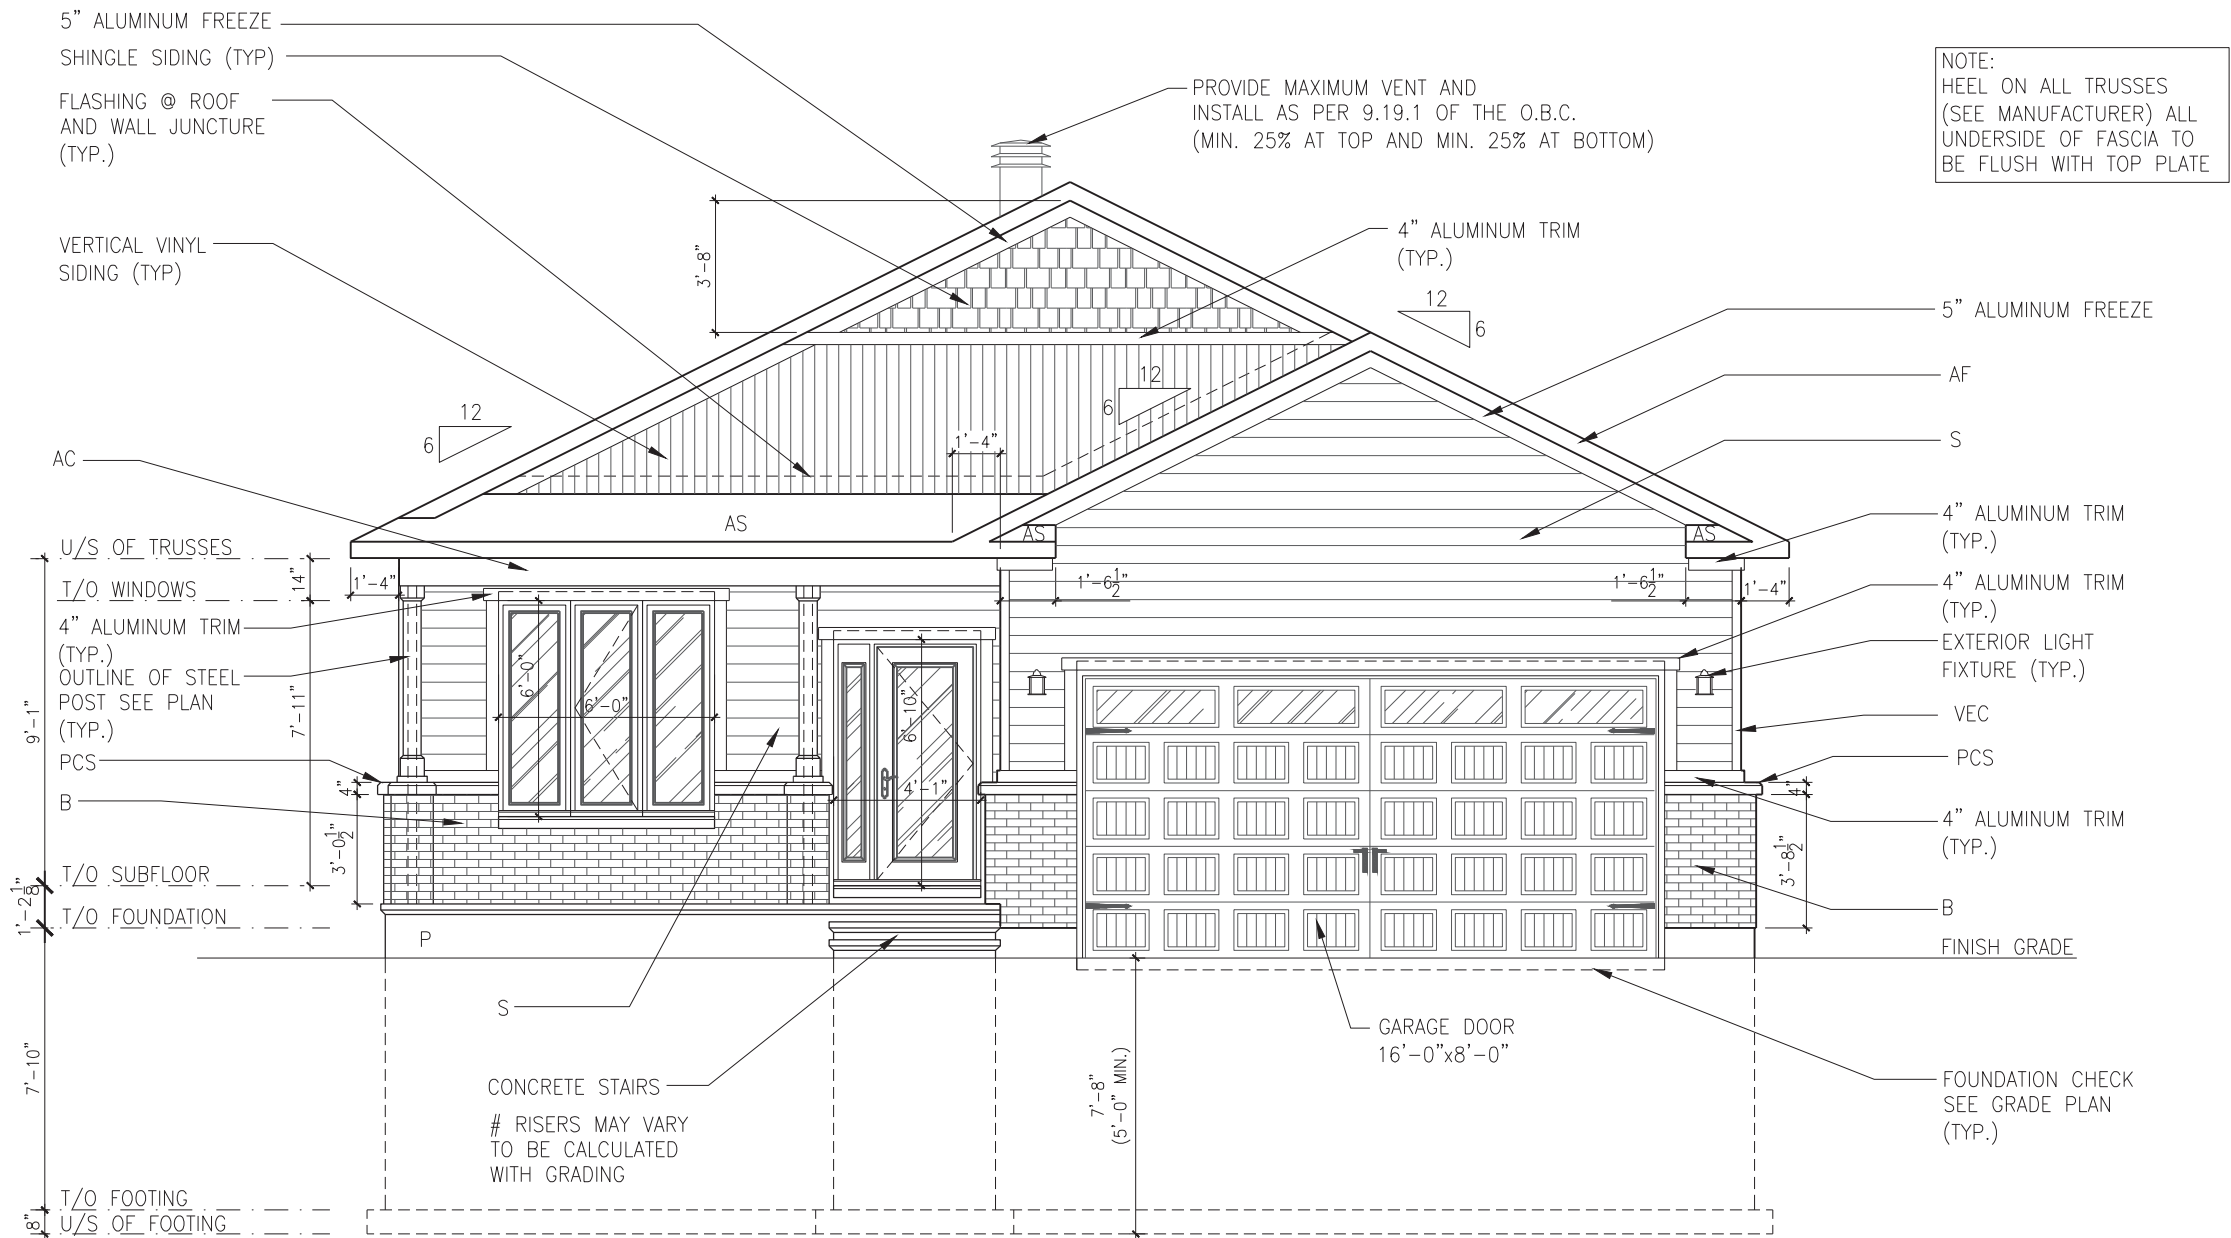 5" ALUMINUM FREEZE
SHINGLE SIDING (TYP)
FLASHING @ ROOF
AND WALL JUNCTURE
(TYP.)
VERTICAL VINYL
SIDING (TYP)
AC
U/S OF TRUSSES
T/O WINDOWS
4" ALUMINUM TRIM
(TYP.)
OUTLINE OF STEEL
POST SEE PLAN
(TYP.)
PCS
B
T/O SUBFLOOR
T/O FOUNDATION
T/O FOOTING
U/S OF FOOTING
9'-1"
1'-2 1/8"
7'-10"
8"
14"
7'-11"
1'-4"
4"
3'-0 1/2"
PROVIDE MAXIMUM VENT AND
INSTALL AS PER 9.19.1 OF THE O.B.C.
(MIN. 25% AT TOP AND MIN. 25% AT BOTTOM)
3'-8"
12
6
12
6
12
6
1'-4"
AS
AS
AS
1'-6 1/2"
1'-6 1/2"
1'-4"
6'-0"
6'-0"
6'-10"
4'-1"
P
S
CONCRETE STAIRS
# RISERS MAY VARY
TO BE CALCULATED
WITH GRADING
7'-8"
(5'-0" MIN.)
GARAGE DOOR
16'-0"x8'-0"
4"
3'-8 1/2"
NOTE:
HEEL ON ALL TRUSSES
(SEE MANUFACTURER) ALL
UNDERSIDE OF FASCIA TO
BE FLUSH WITH TOP PLATE
4" ALUMINUM TRIM
(TYP.)
5" ALUMINUM FREEZE
AF
S
4" ALUMINUM TRIM
(TYP.)
4" ALUMINUM TRIM
(TYP.)
EXTERIOR LIGHT
FIXTURE (TYP.)
VEC
PCS
4" ALUMINUM TRIM
(TYP.)
B
FINISH GRADE
FOUNDATION CHECK
SEE GRADE PLAN
(TYP.)